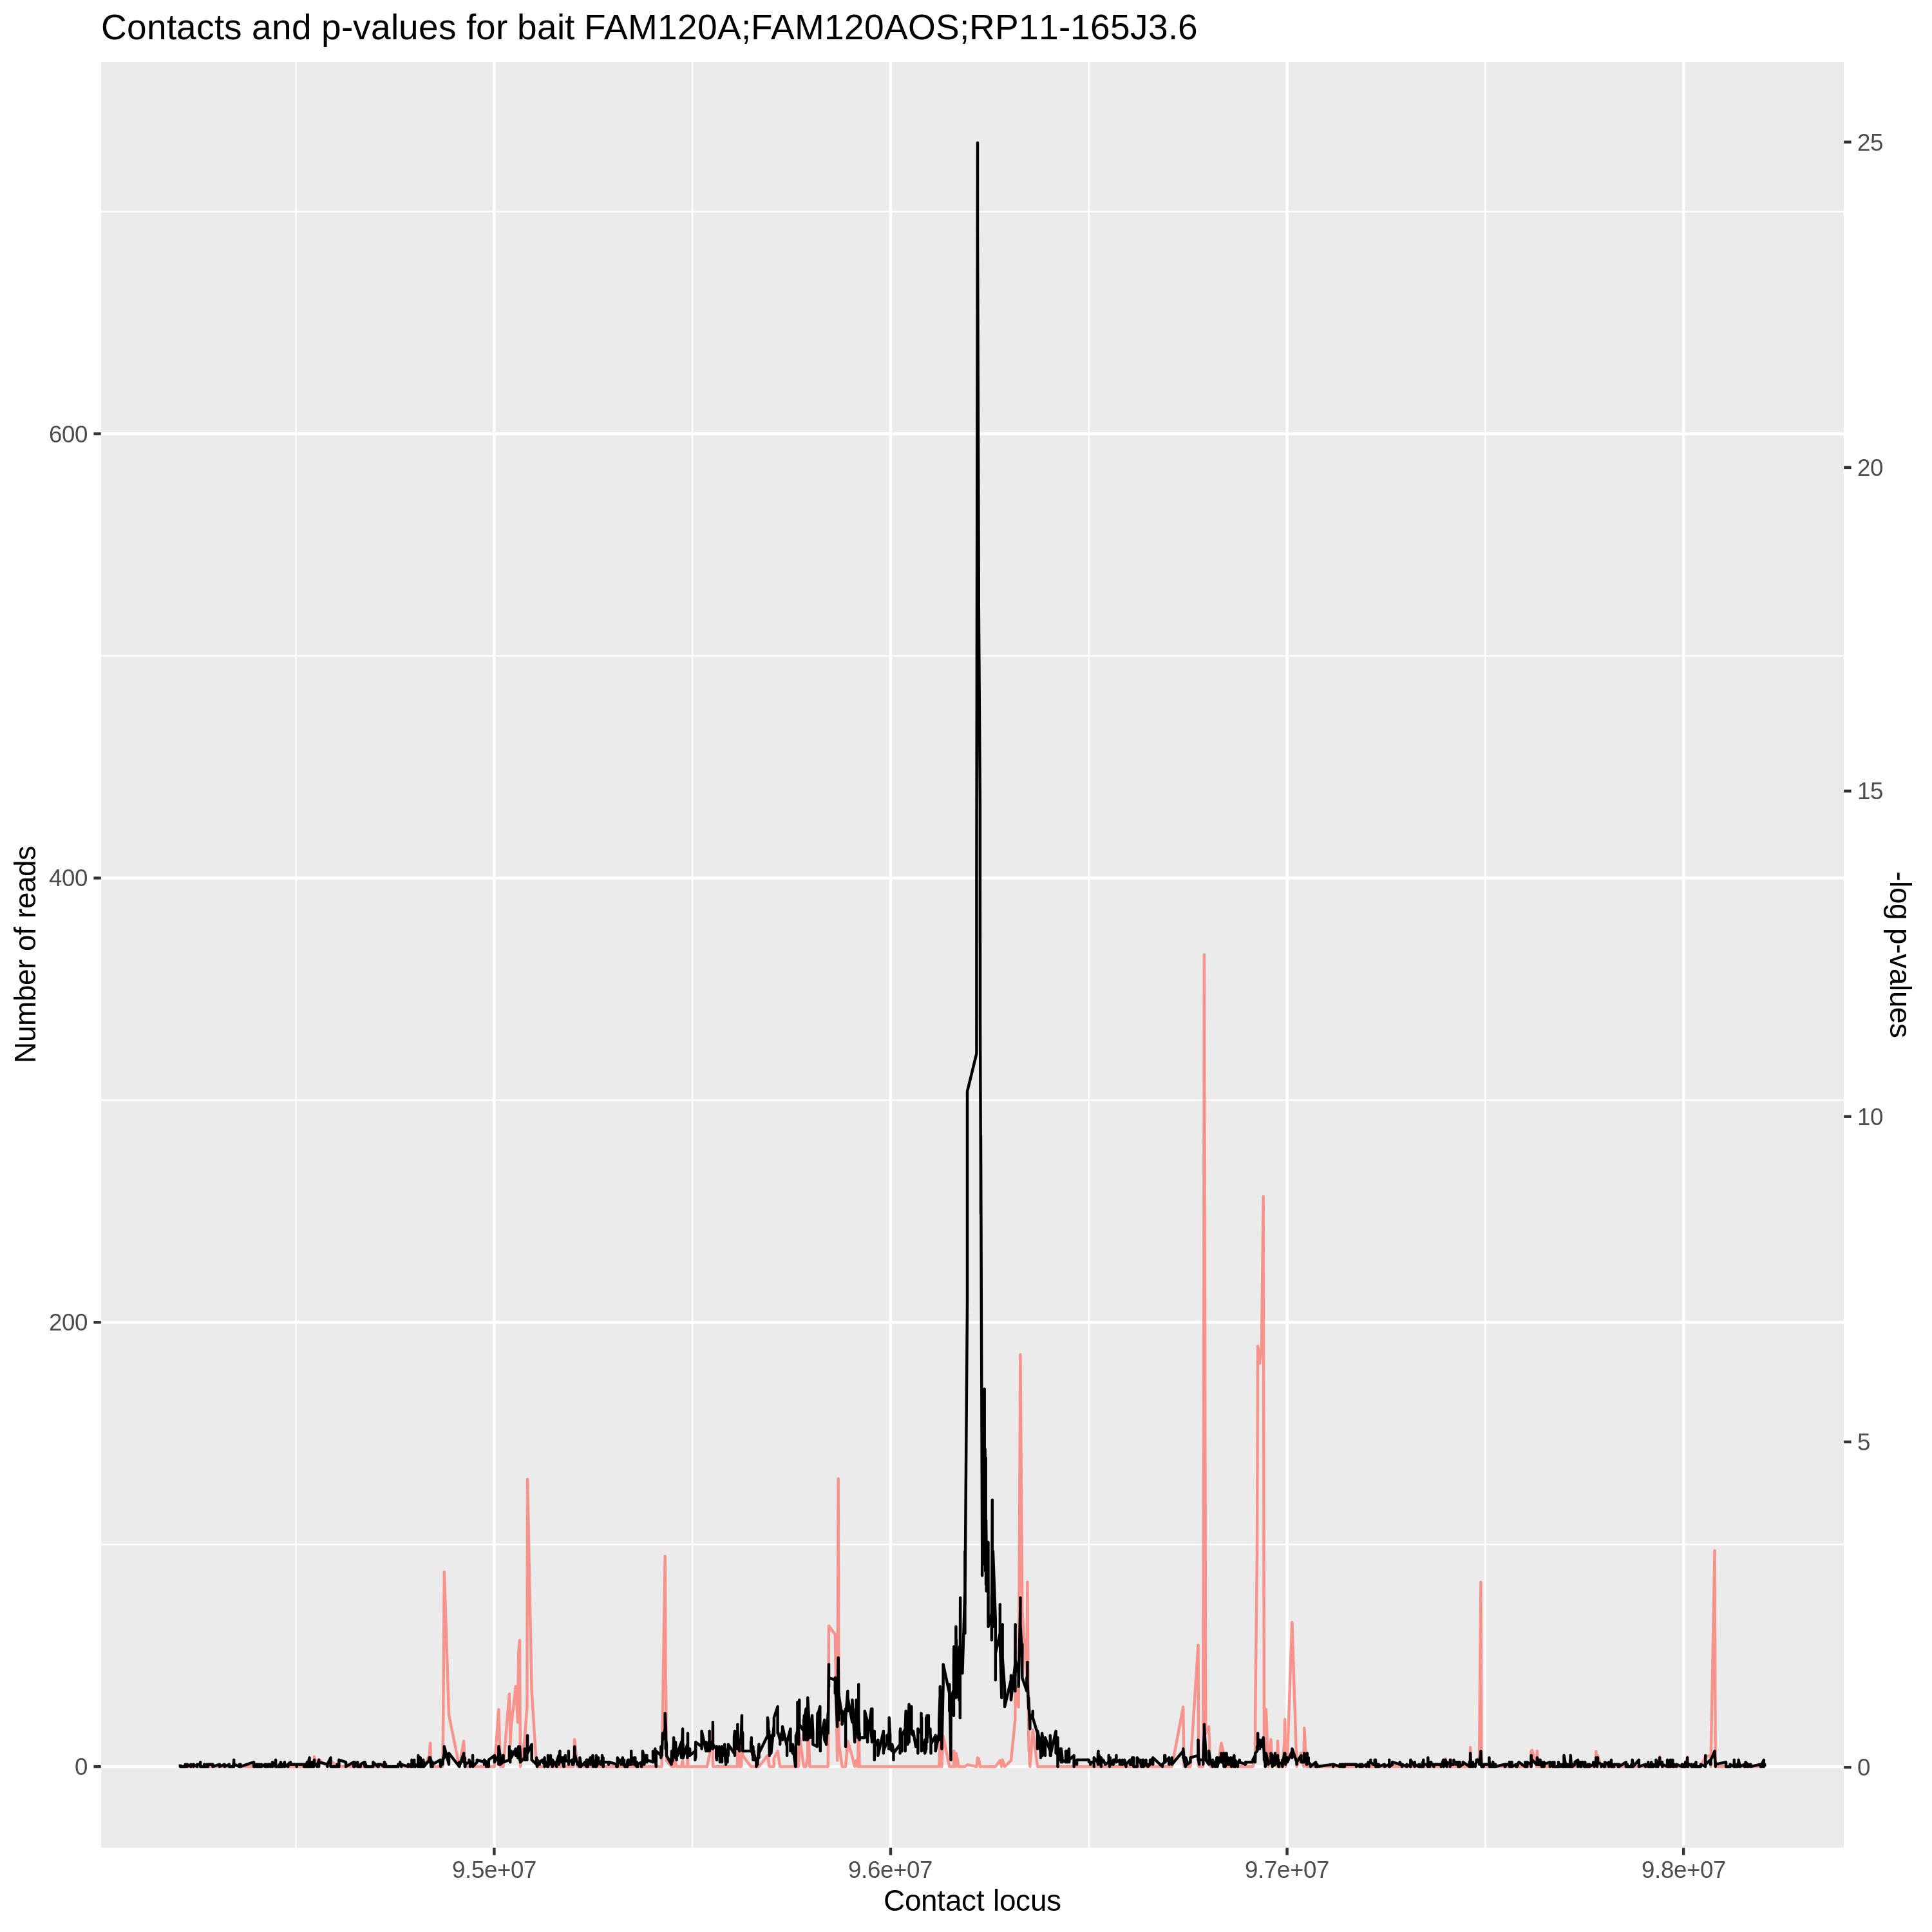 Contacts and p-values for bait FAM120A;FAM120AOS;RP11-165J3.6
Number of reads
600
400
200
0
25
20
15
10
5
0
-log p-values
9.5e+07 9.6e+07 9.7e+07 9.8e+07
Contact locus